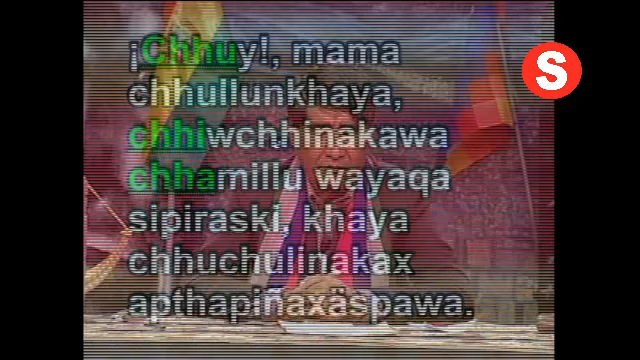 ¡Chhuy!, mama
chhullunkhaya,
chhiwchhinakawa
chhamillu wayaqa
sipiraski, khaya
chhuchulinakax
apthapiñaxäspawa.
S